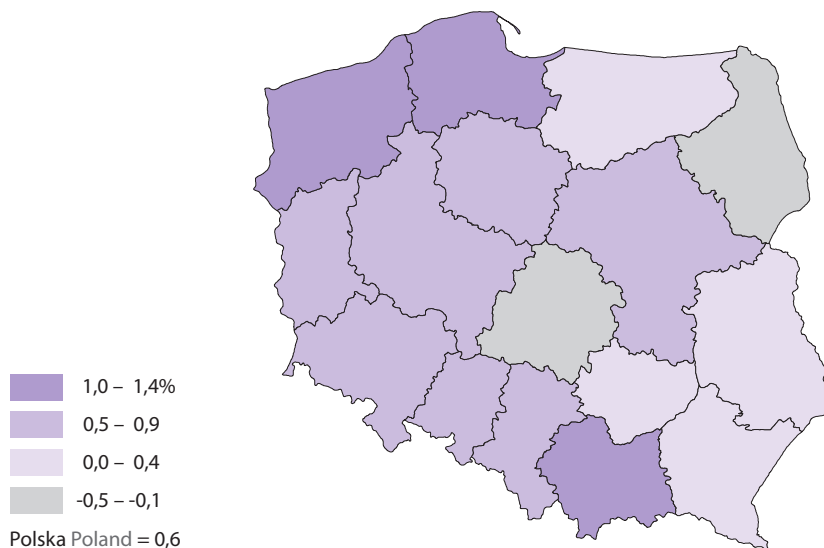 1,0 – 1,4%
0,5 – 0,9
0,0 – 0,4
-0,5 – -0,1
Polska Poland = 0,6